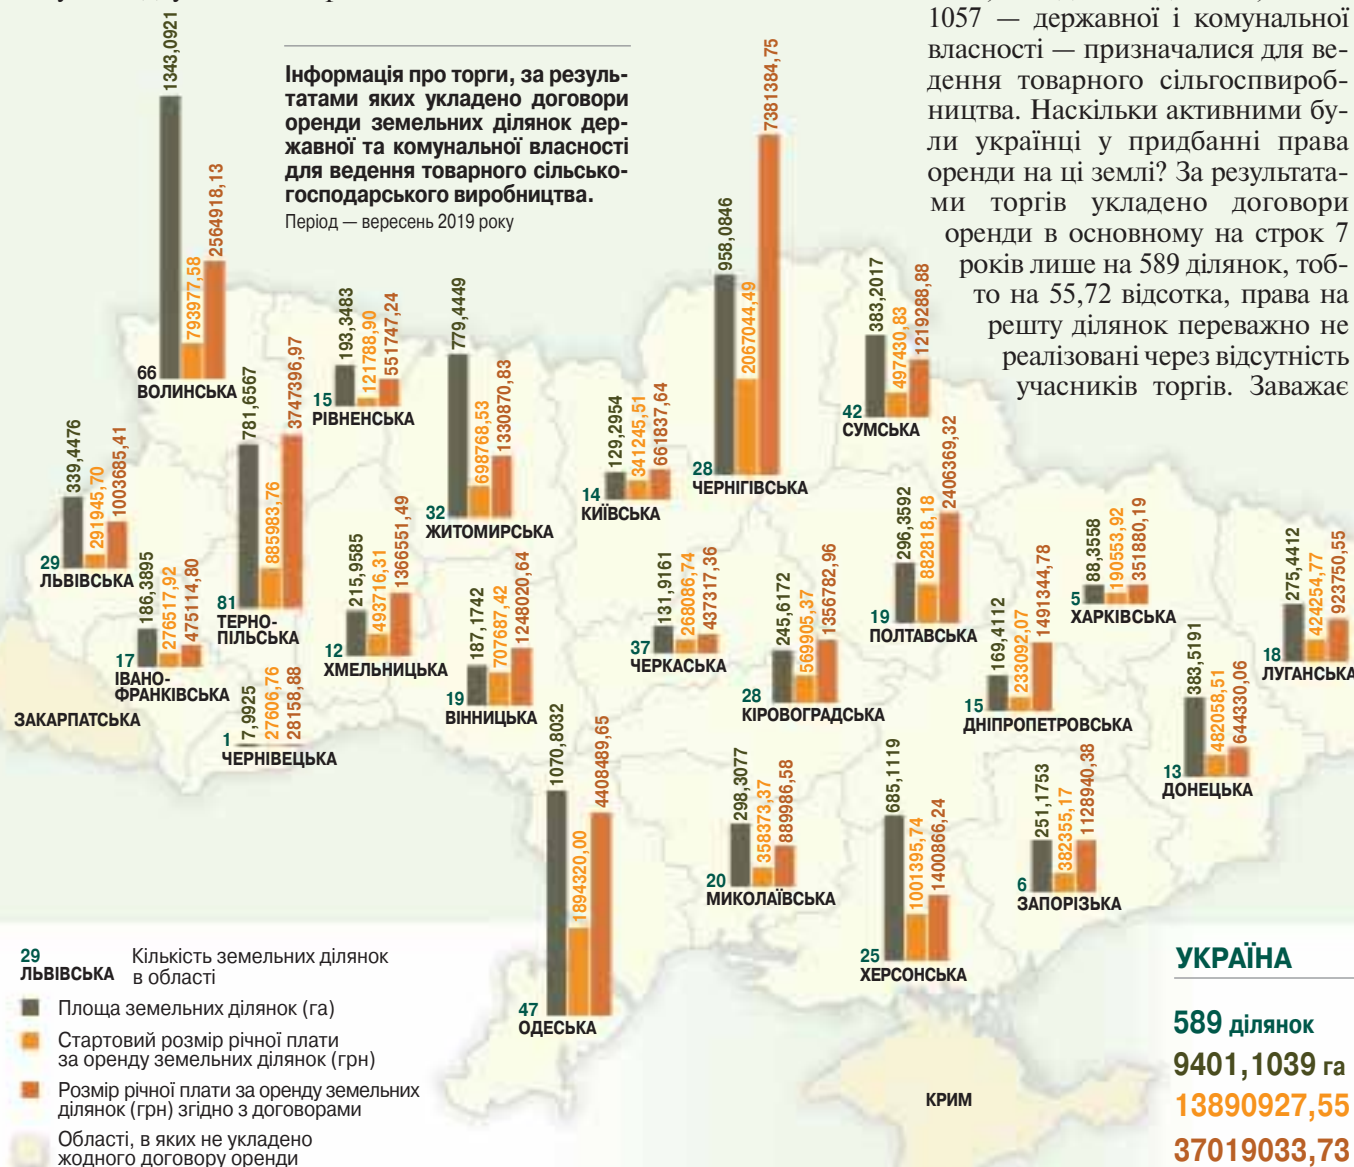 Інформація про торги, за резуль-
татами яких укладено договори
оренди земельних ділянок дер-
жавної та комунальної власності
для ведення товарного сільсько-
господарського виробництва.
Період — вересень 2019 року
1057 — державної і комунальної
власності — призначалися для ве-
дення товарного сільгоспвироб-
ництва. Наскільки активними бу-
ли українці у придбанні права
оренди на ці землі? За результата-
ми торгів укладено договори
оренди в основному на строк 7
років лише на 589 ділянок, тоб-
то на 55,72 відсотка, права на
решту ділянок переважно не
реалізовані через відсутність
учасників торгів. Заважає
1343,0921
793977,58
2564918,13
66
ВОЛИНСЬКА
193,3483
121788,90
551747,24
15
РІВНЕНСЬКА
779,4449
698768,53
1330870,83
32
ЖИТОМИРСЬКА
129,2954
341245,51
661837,64
14
КИЇВСЬКА
958,0846
2067044,49
7381384,75
28
ЧЕРНІГІВСЬКА
383,2017
497430,83
1219288,88
42
СУМСЬКА
339,4476
291945,70
1003685,41
29
ЛЬВІВСЬКА
781,6567
885983,76
3747396,97
81
ТЕРНО-
ПІЛЬСЬКА
186,3895
276517,92
475114,80
17
ІВАНО-
ФРАНКІВСЬКА
215,9585
493716,31
1366551,49
12
ХМЕЛЬНИЦЬКА
187,1742
707687,42
1248020,64
19
ВІННИЦЬКА
131,9161
268086,74
437317,36
37
ЧЕРКАСЬКА
245,6172
569905,37
1356782,96
28
КІРОВОГРАДСЬКА
296,3592
882818,18
2406369,32
19
ПОЛТАВСЬКА
88,3558
190553,92
351880,19
5
ХАРКІВСЬКА
275,4412
424254,77
923750,55
18
ЛУГАНСЬКА
169,4112
233092,07
1491344,78
15
ДНІПРОПЕТРОВСЬКА
383,5191
482058,51
644330,06
13
ДОНЕЦЬКА
ЗАКАРПАТСЬКА
7,9925
27606,76
28158,88
1
ЧЕРНІВЕЦЬКА
1070,8032
1894320,00
4408489,65
47
ОДЕСЬКА
298,3077
358373,37
889986,58
20
МИКОЛАЇВСЬКА
685,1119
1001395,74
1400866,24
25
ХЕРСОНСЬКА
251,1753
382355,17
1128940,38
6
ЗАПОРІЗЬКА
КРИМ
29
ЛЬВІВСЬКА
Кількість земельних ділянок
в області
Площа земельних ділянок (га)
Стартовий розмір річної плати
за оренду земельних ділянок (грн)
Розмір річної плати за оренду земельних
ділянок (грн) згідно з договорами
Області, в яких не укладено
жодного договору оренди
УКРАЇНА
589 ділянок
9401,1039 га
13890927,55
37019033,73